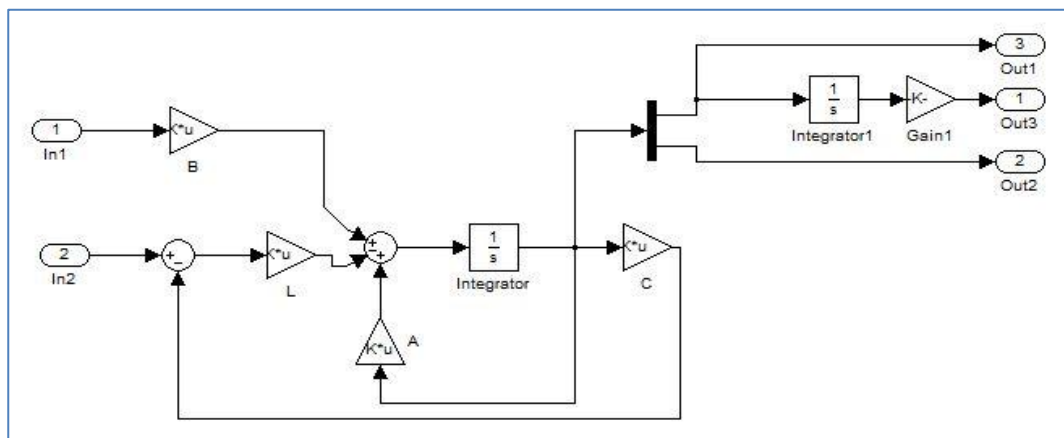 3
Out1
1
s
Integrator1
-K-
Gain1
1
Out3
2
Out2
1
In1
K*u
B
2
In2
+
−
K*u
L
+
−
+
1
s
Integrator
K*u
C
K*u
A